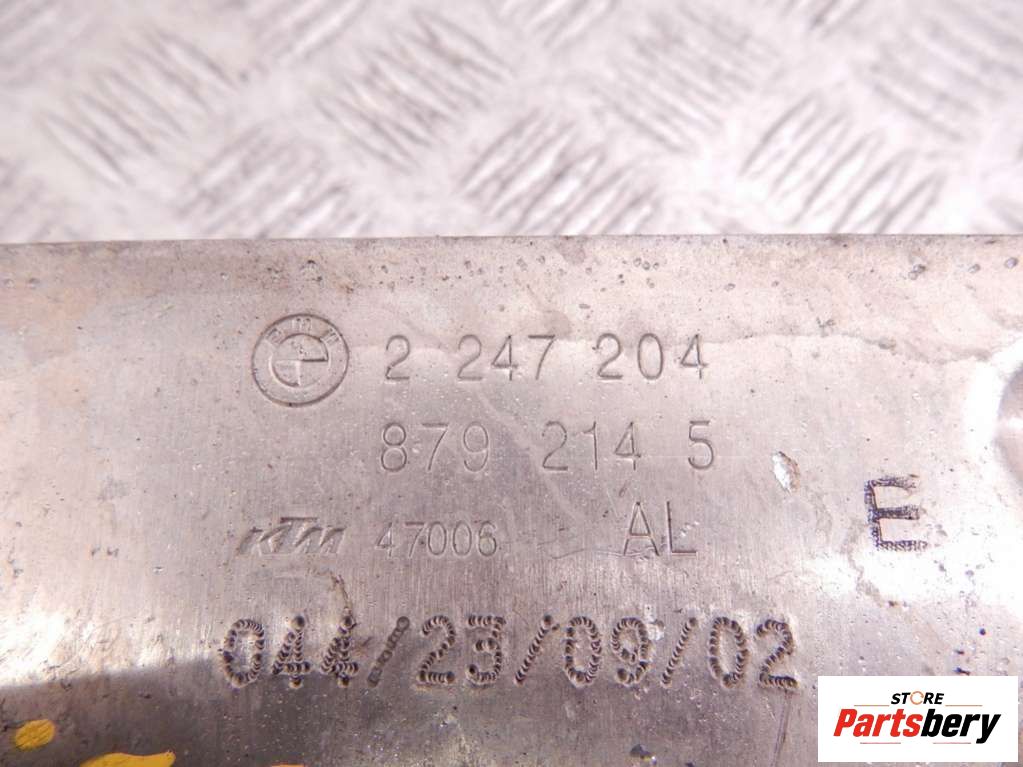 BMW 2 247 204
879 214 5
KTM 47006 AL E
044/23/09/02
STORE
Partsbery